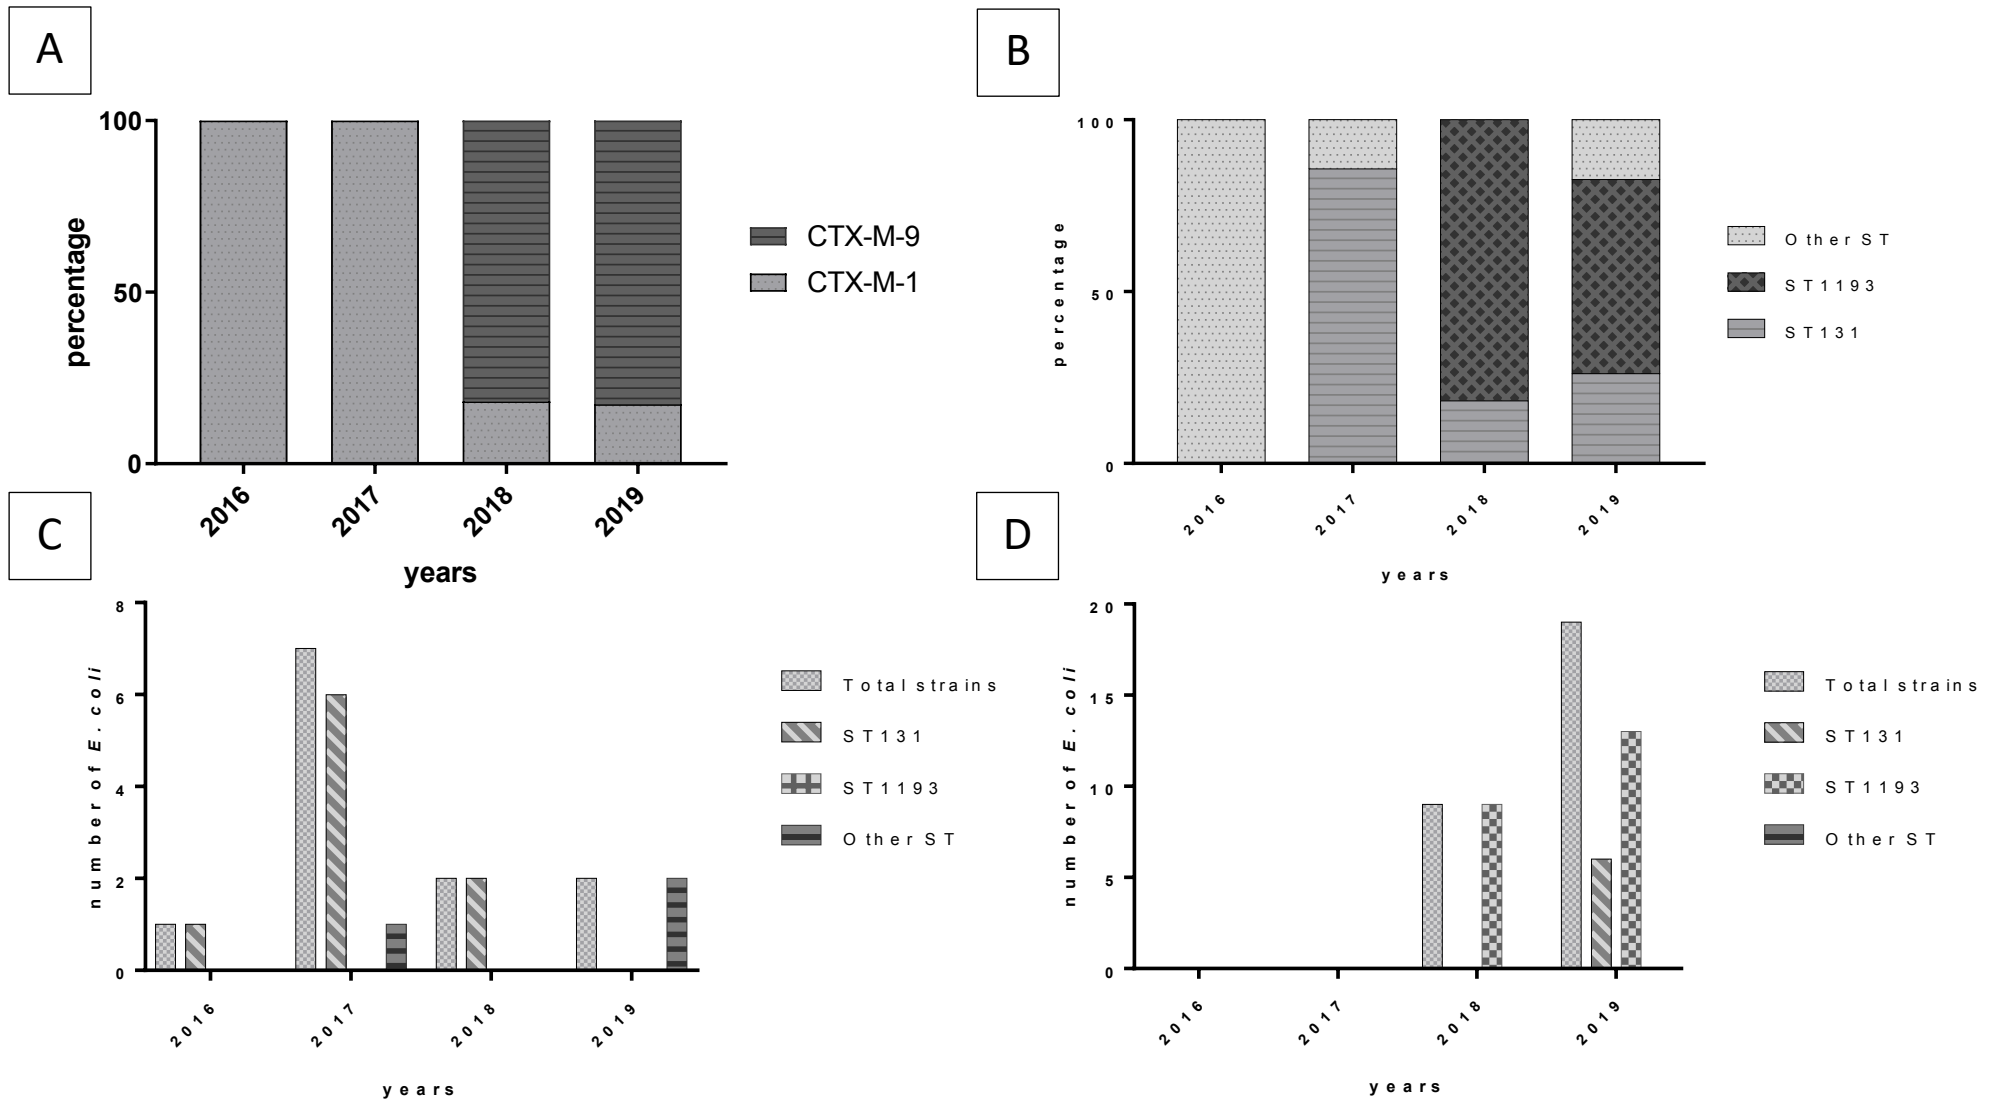 A
percentage
100
50
0
2016
2017
2018
2019
years
CTX-M-9
CTX-M-1
B
percentage
100
50
0
2016
2017
2018
2019
years
Other ST
ST1193
ST131
C
number of E. coli
8
6
4
2
0
2016
2017
2018
2019
years
Total strains
ST131
ST1193
Other ST
D
number of E. coli
20
15
10
5
0
2016
2017
2018
2019
years
Total strains
ST131
ST1193
Other ST